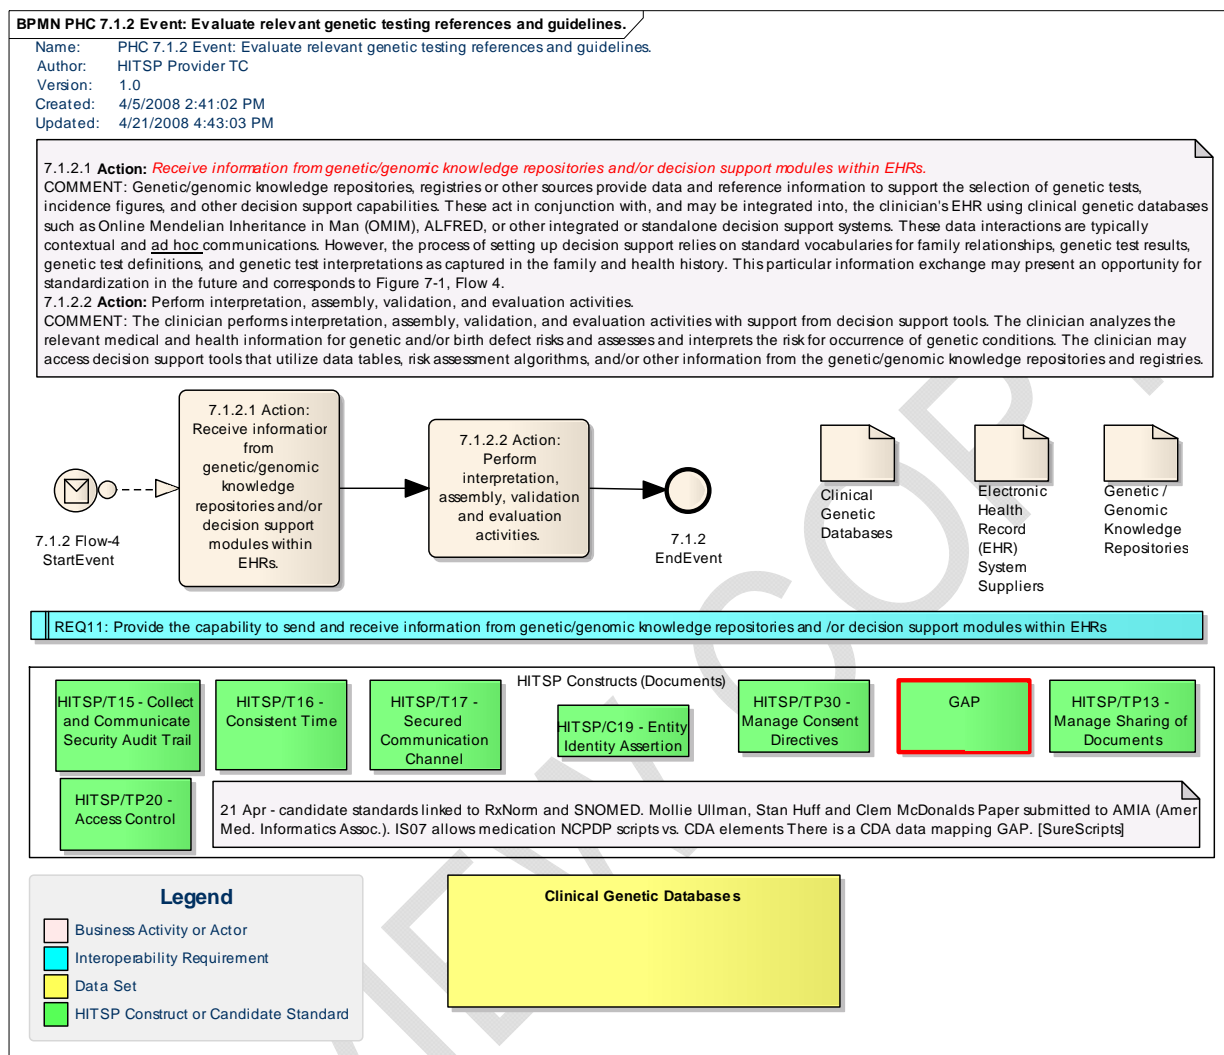 BPMN PHC 7.1.2 Event: Evaluate relevant genetic testing references and guidelines.
Name: PHC 7.1.2 Event: Evaluate relevant genetic testing references and guidelines.
Author: HITSP Provider TC
Version: 1.0
Created: 4/5/2008 2:41:02 PM
Updated: 4/21/2008 4:43:03 PM
7.1.2.1 Action: Receive information from genetic/genomic knowledge repositories and/or decision support modules within EHRs.
COMMENT: Genetic/genomic knowledge repositories, registries or other sources provide data and reference information to support the selection of genetic tests,
incidence figures, and other decision support capabilities. These act in conjunction with, and may be integrated into, the clinician's EHR using clinical genetic databases
such as Online Mendelian Inheritance in Man (OMIM), ALFRED, or other integrated or standalone decision support systems. These data interactions are typically
contextual and ad hoc communications. However, the process of setting up decision support relies on standard vocabularies for family relationships, genetic test results,
genetic test definitions, and genetic test interpretations as captured in the family and health history. This particular information exchange may present an opportunity for
standardization in the future and corresponds to Figure 7-1, Flow 4.
7.1.2.2 Action: Perform interpretation, assembly, validation, and evaluation activities.
COMMENT: The clinician performs interpretation, assembly, validation, and evaluation activities with support from decision support tools. The clinician analyzes the
relevant medical and health information for genetic and/or birth defect risks and assesses and interprets the risk for occurrence of genetic conditions. The clinician may
access decision support tools that utilize data tables, risk assessment algorithms, and/or other information from the genetic/genomic knowledge repositories and registries.
7.1.2 Flow-4
StartEvent
7.1.2.1 Action:
Receive information
from
genetic/genomic
knowledge
repositories and/or
decision support
modules within
EHRs.
7.1.2.2 Action:
Perform
interpretation,
assembly, validation
and evaluation
activities.
7.1.2
EndEvent
Clinical
Genetic
Databases
Electronic
Health
Record
(EHR)
System
Suppliers
Genetic /
Genomic
Knowledge
Repositories
REQ11: Provide the capability to send and receive information from genetic/genomic knowledge repositories and /or decision support modules within EHRs
HITSP Constructs (Documents)
HITSP/T15 - Collect
and Communicate
Security Audit Trail
HITSP/T16 -
Consistent Time
HITSP/T17 -
Secured
Communication
Channel
HITSP/C19 - Entity
Identity Assertion
HITSP/TP30 -
Manage Consent
Directives
GAP
HITSP/TP13 -
Manage Sharing of
Documents
HITSP/TP20 -
Access Control
21 Apr - candidate standards linked to RxNorm and SNOMED. Mollie Ullman, Stan Huff and Clem McDonalds Paper submitted to AMIA (Amer
Med. Informatics Assoc.). IS07 allows medication NCPDP scripts vs. CDA elements There is a CDA data mapping GAP. [SureScripts]
Legend
Business Activity or Actor
Interoperability Requirement
Data Set
HITSP Construct or Candidate Standard
Clinical Genetic Databases